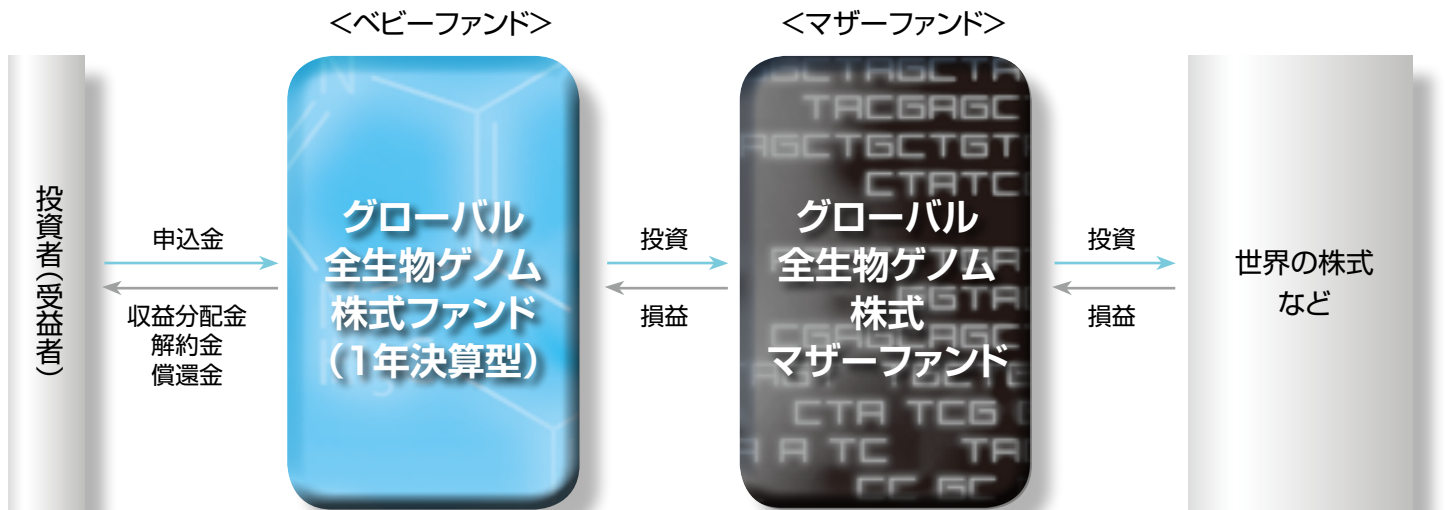 <ベビーファンド>
<マザーファンド>
投資者(受益者)
申込金
収益分配金
解約金
償還金
グローバル
全生物ゲノム
株式ファンド
(1年決算型)
投資
損益
グローバル
全生物ゲノム
株式
マザーファンド
投資
損益
世界の株式
など